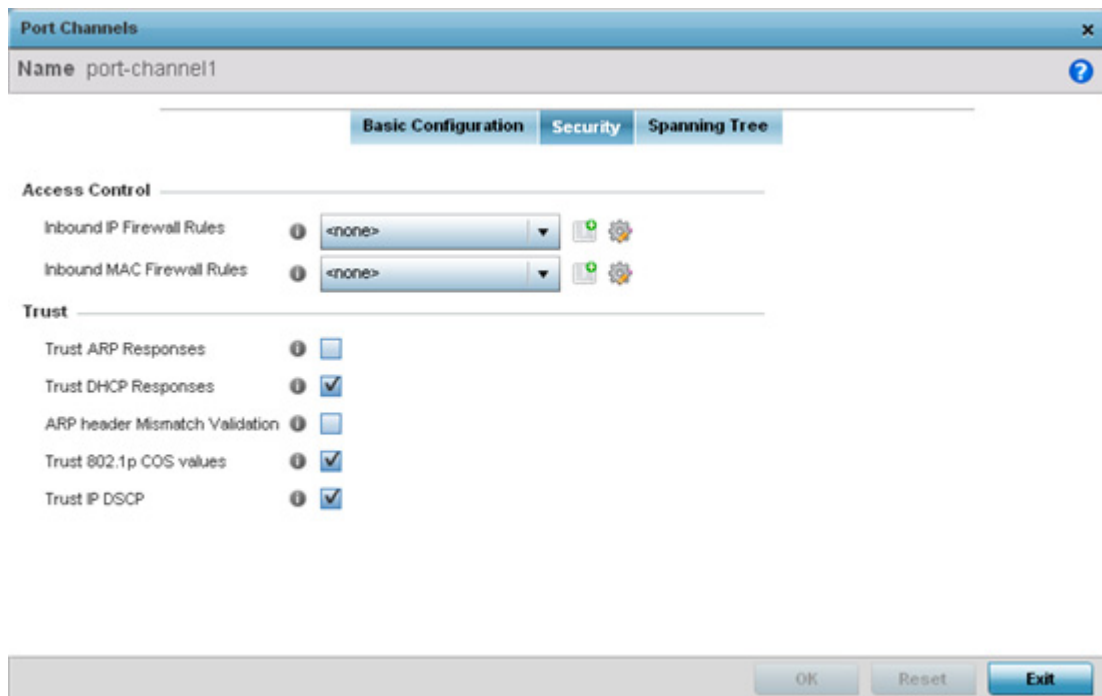 Port Channels
Name port-channel1
Basic Configuration Security Spanning Tree
Access Control
Inbound IP Firewall Rules <none>
Inbound MAC Firewall Rules <none>
Trust
Trust ARP Responses
Trust DHCP Responses
ARP header Mismatch Validation
Trust 802.1p COS values
Trust IP DSCP
OK Reset Exit